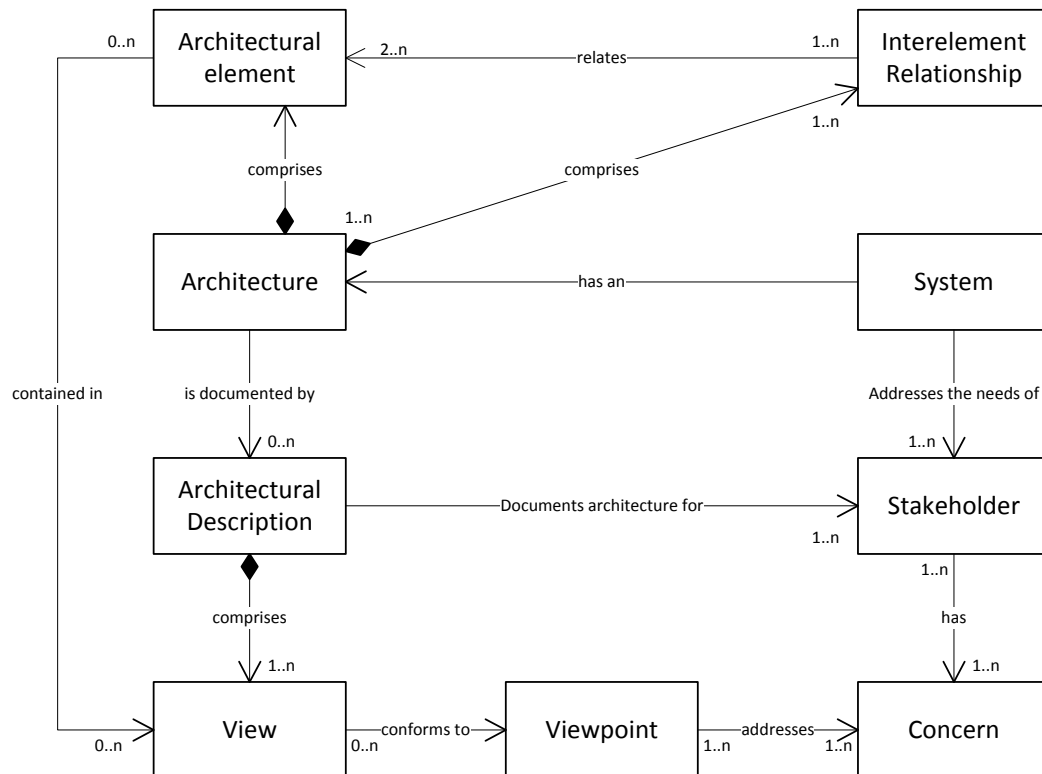 0..n
Architectural
element
2..n
relates
1..n
Interelement
Relationship
1..n
comprises
comprises
1..n
Architecture
has an
System
contained in
is documented by
Addresses the needs of
0..n
1..n
Architectural
Description
Documents architecture for
Stakeholder
1..n
1..n
comprises
has
1..n
1..n
View
conforms to
Viewpoint
addresses
Concern
0..n
0..n
1..n
1..n